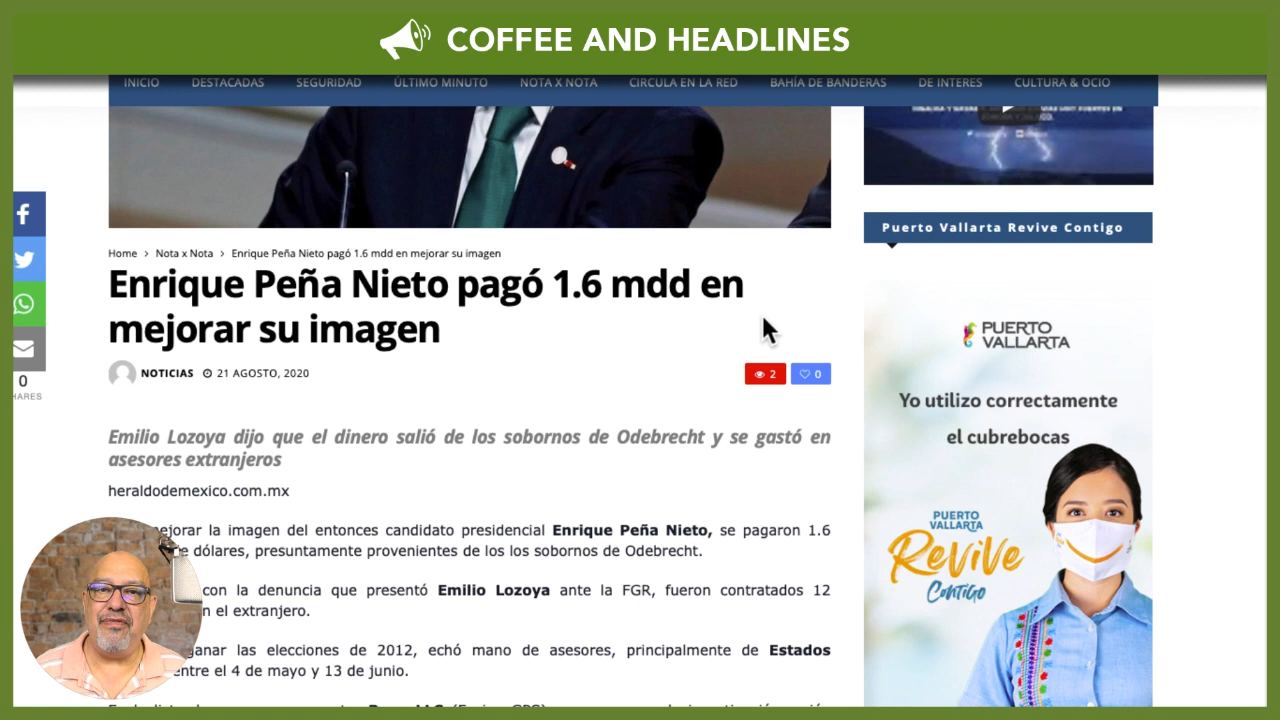 COFFEE AND HEADLINES
INICIO DESTACADAS SEGURIDAD ÚLTIMO MINUTO NOTA X NOTA CIRCULA EN LA RED BAHÍA DE BANDERAS DE INTERES CULTURA & OCIO
Home > Nota x Nota > Enrique Peña Nieto pagó 1.6 mdd en mejorar su imagen
Enrique Peña Nieto pagó 1.6 mdd en
mejorar su imagen
NOTICIAS 21 AGOSTO, 2020
2 0
0
HARES
Emilio Lozoya dijo que el dinero salió de los sobornos de Odebrecht y se gastó en
asesores extranjeros
heraldodemexico.com.mx
mejorar la imagen del entonces candidato presidencial Enrique Peña Nieto, se pagaron 1.6
dólares, presuntamente provenientes de los los sobornos de Odebrecht.
con la denuncia que presentó Emilio Lozoya ante la FGR, fueron contratados 12
n el extranjero.
ganar las elecciones de 2012, echó mano de asesores, principalmente de Estados
entre el 4 de mayo y 13 de junio.
Puerto Vallarta Revive Contigo
PUERTO
VALLARTA
Yo utilizo correctamente
el cubrebocas
PUERTO
VALLARTA
Revive
Contigo